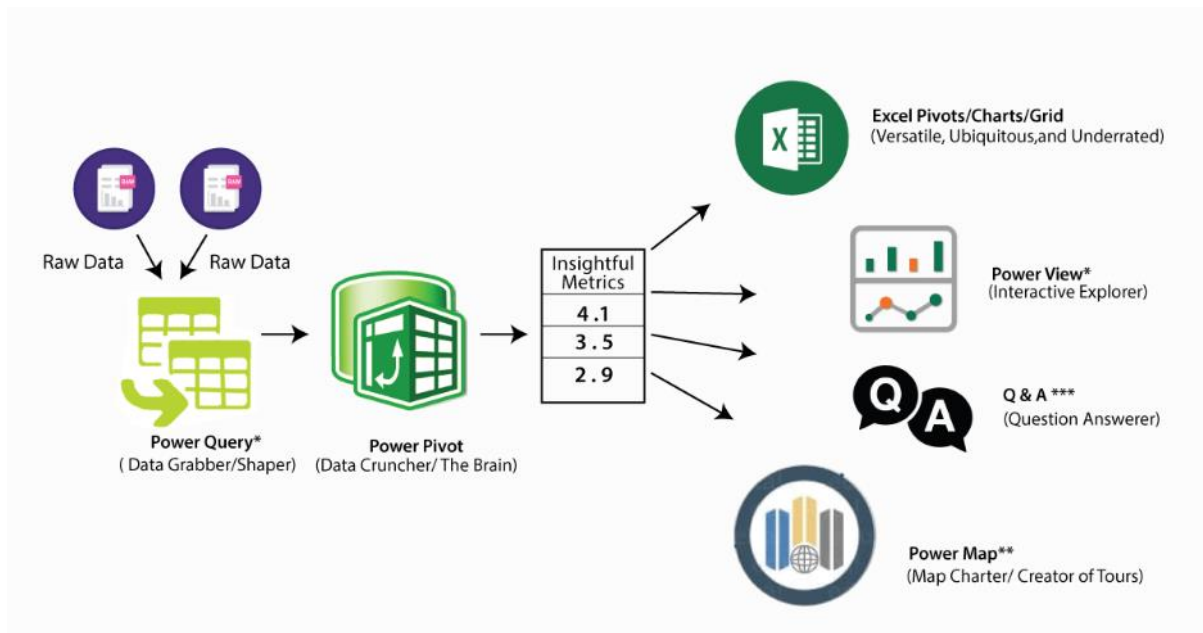 Raw Data
Raw Data
Power Query*
( Data Grabber/Shaper)
Power Pivot
(Data Cruncher/ The Brain)
Insightful
Metrics
4.1
3.5
2.9
X
Excel Pivots/Charts/Grid
(Versatile, Ubiquitous,and Underrated)
Power View*
(Interactive Explorer)
Q A
Q & A ***
(Question Answerer)
Power Map**
(Map Charter/ Creator of Tours)